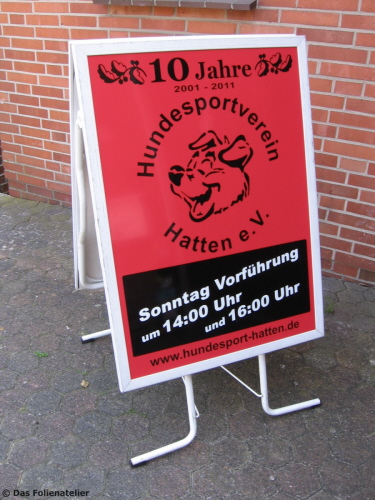 10 Jahre
2001 - 2011
Hundesportverein
Hatten e.V.
Sonntag Vorführung
um 14:00 Uhr
und 16:00 Uhr
www.hundesport-hatten.de
© Das Folienatelier